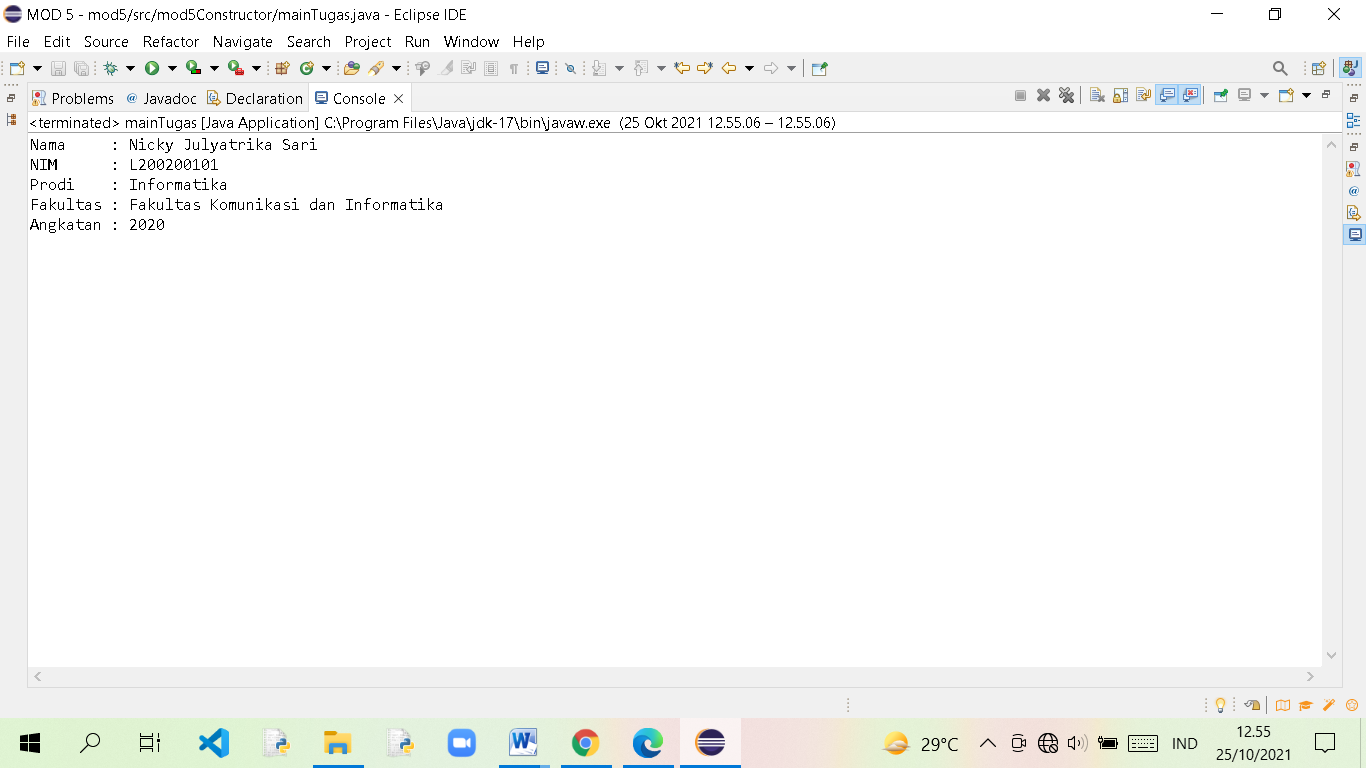 MOD 5 - mod5/src/mod5Constructor/mainTugas.java - Eclipse IDE
File Edit Source Refactor Navigate Search Project Run Window Help
Problems @ Javadoc Declaration Console
<terminated> mainTugas [Java Application] C:\Program Files\Java\jdk-17\bin\javaw.exe (25 Okt 2021 12.55.06 – 12.55.06)
Nama     : Nicky Julyatrika Sari
NIM      : L200200101
Prodi    : Informatika
Fakultas : Fakultas Komunikasi dan Informatika
Angkatan : 2020
29°C IND 12.55
25/10/2021